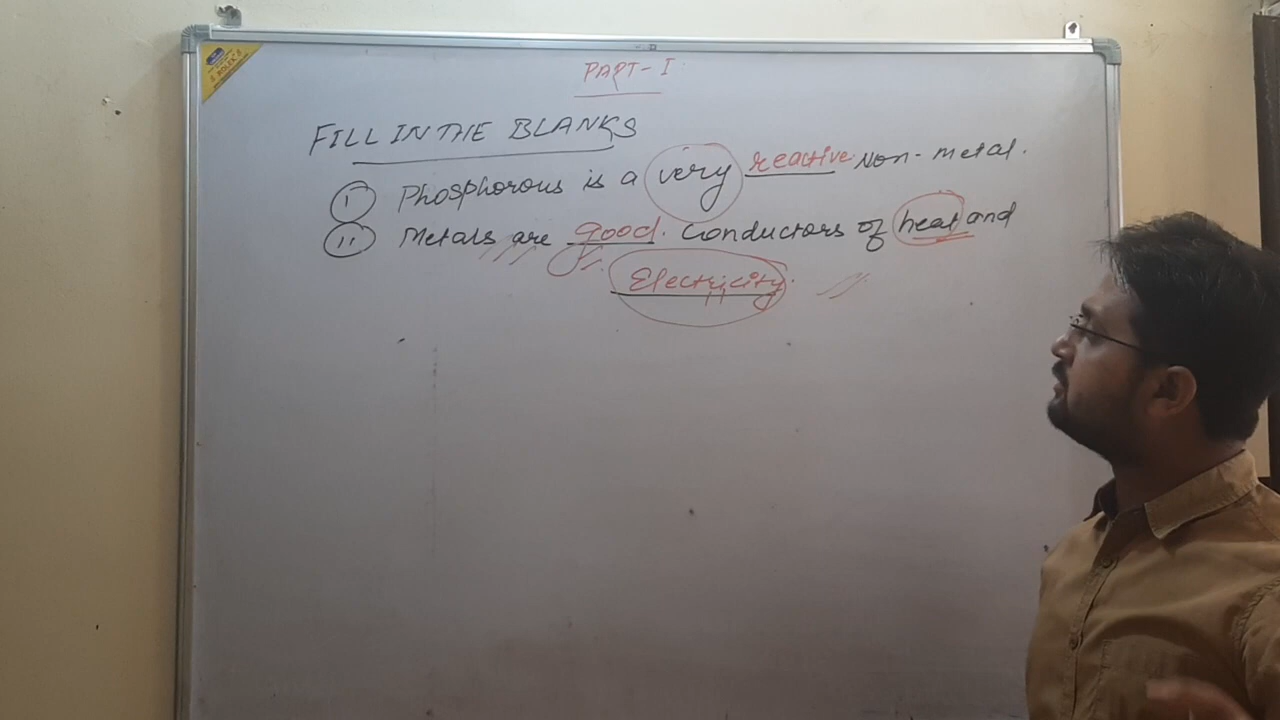 PART-I
FILL IN THE BLANKS
I Phosphorous is a very reactive Non-metal.
II Metals are good. Conductors of heat and
Electricity.